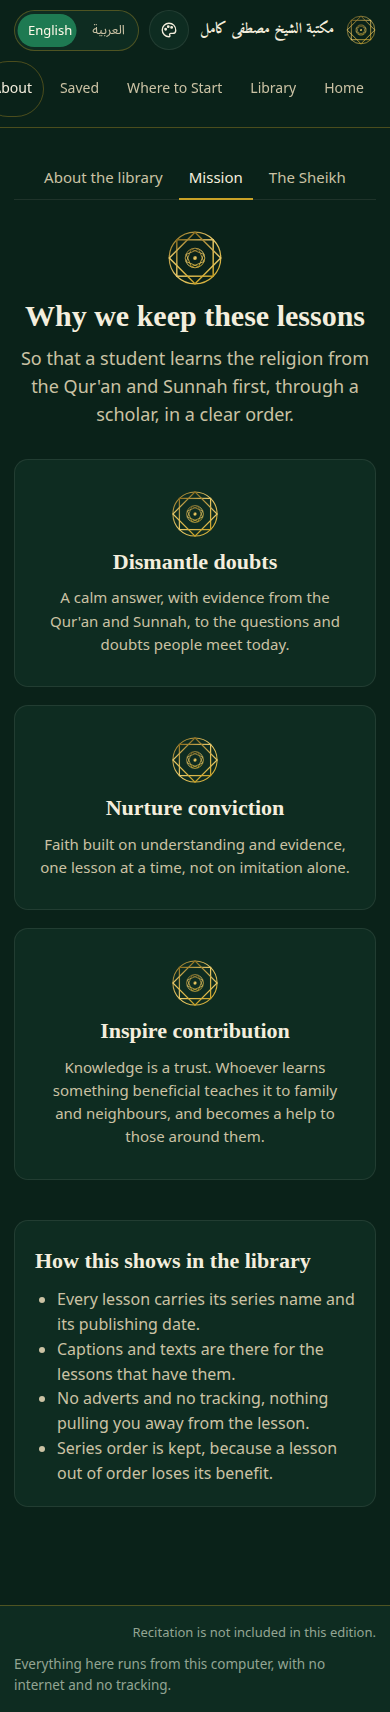 English
العربية
مكتبة الشيخ مصطفى كامل
About
Saved
Where to Start
Library
Home
About the library
Mission
The Sheikh
Why we keep these lessons
So that a student learns the religion from
the Qur'an and Sunnah first, through a
scholar, in a clear order.
Dismantle doubts
A calm answer, with evidence from the
Qur'an and Sunnah, to the questions and
doubts people meet today.
Nurture conviction
Faith built on understanding and evidence,
one lesson at a time, not on imitation alone.
Inspire contribution
Knowledge is a trust. Whoever learns
something beneficial teaches it to family
and neighbours, and becomes a help to
those around them.
How this shows in the library
Every lesson carries its series name and
its publishing date.
Captions and texts are there for the
lessons that have them.
No adverts and no tracking, nothing
pulling you away from the lesson.
Series order is kept, because a lesson
out of order loses its benefit.
Recitation is not included in this edition.
Everything here runs from this computer, with no
internet and no tracking.